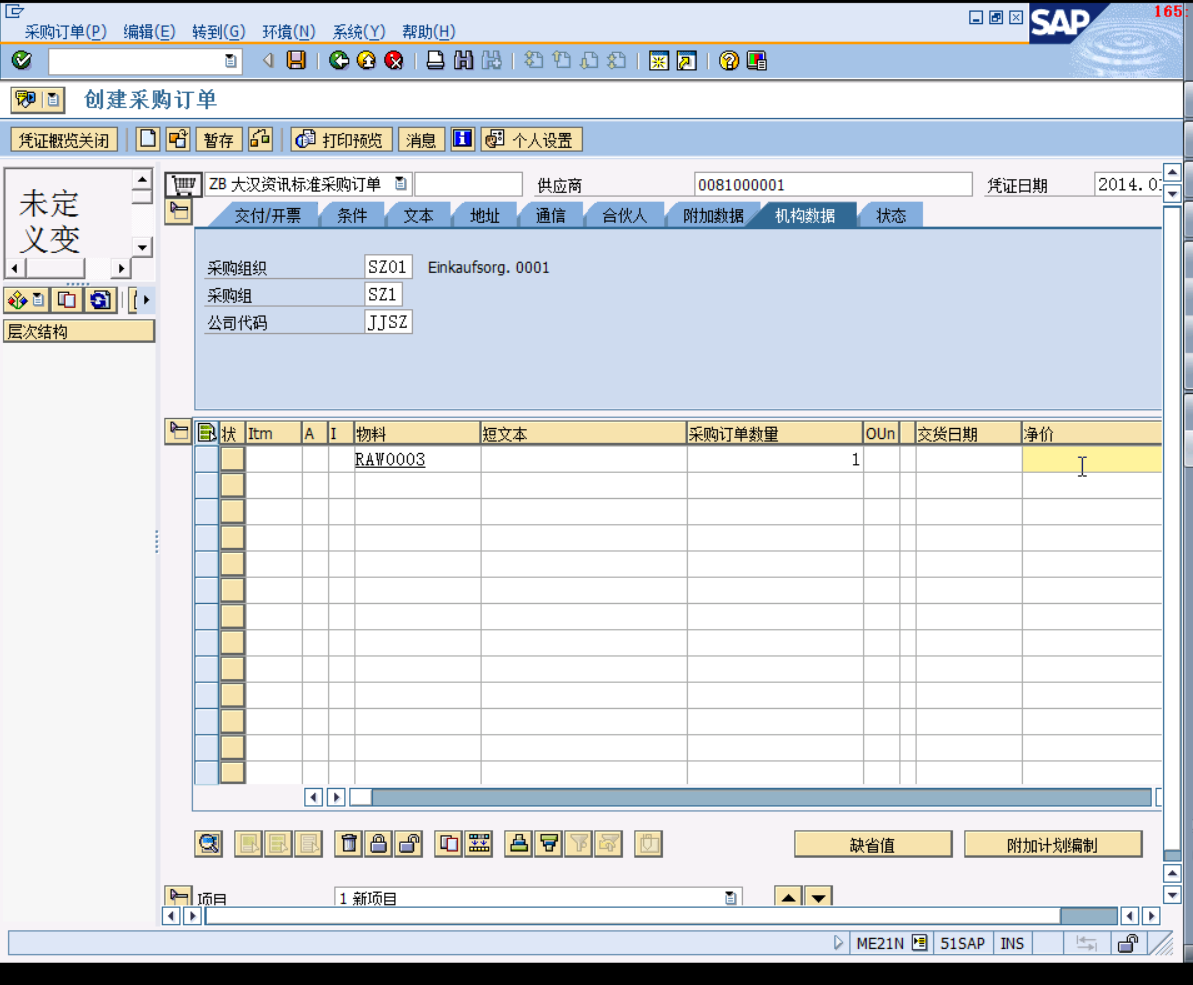 165:
采购订单(P) 编辑(E) 转到(G) 环境(N) 系统(Y) 帮助(H)
SAP
创建采购订单
凭证概览关闭 暂存 打印预览 消息 个人设置
未定
义变
层次结构
ZB 大汉资讯标准采购订单 供应商 0081000001 凭证日期 2014.0
交付/开票 条件 文本 地址 通信 合伙人 附加数据 机构数据 状态
采购组织 SZ01 Einkaufsorg. 0001
采购组 SZ1
公司代码 JJSZ
状 Itm A I 物料 短文本 采购订单数量 OUn 交货日期 净价
RAW0003 1
缺省值 附加计划编制
项目 1 新项目
ME21N 51SAP INS